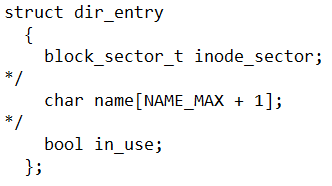 struct dir_entry
{
block_sector_t inode_sector;
*/
char name[NAME_MAX + 1];
*/
bool in_use;
};